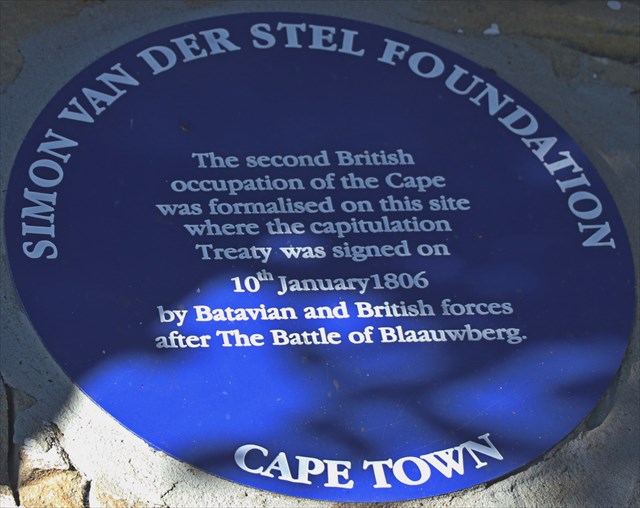 SIMON VAN DER STEL FOUNDATION
The second British
occupation of the Cape
was formalised on this site
where the capitulation
Treaty was signed on
10th January1806
by Batavian and British forces
after The Battle of Blaauwberg.
CAPE TOWN